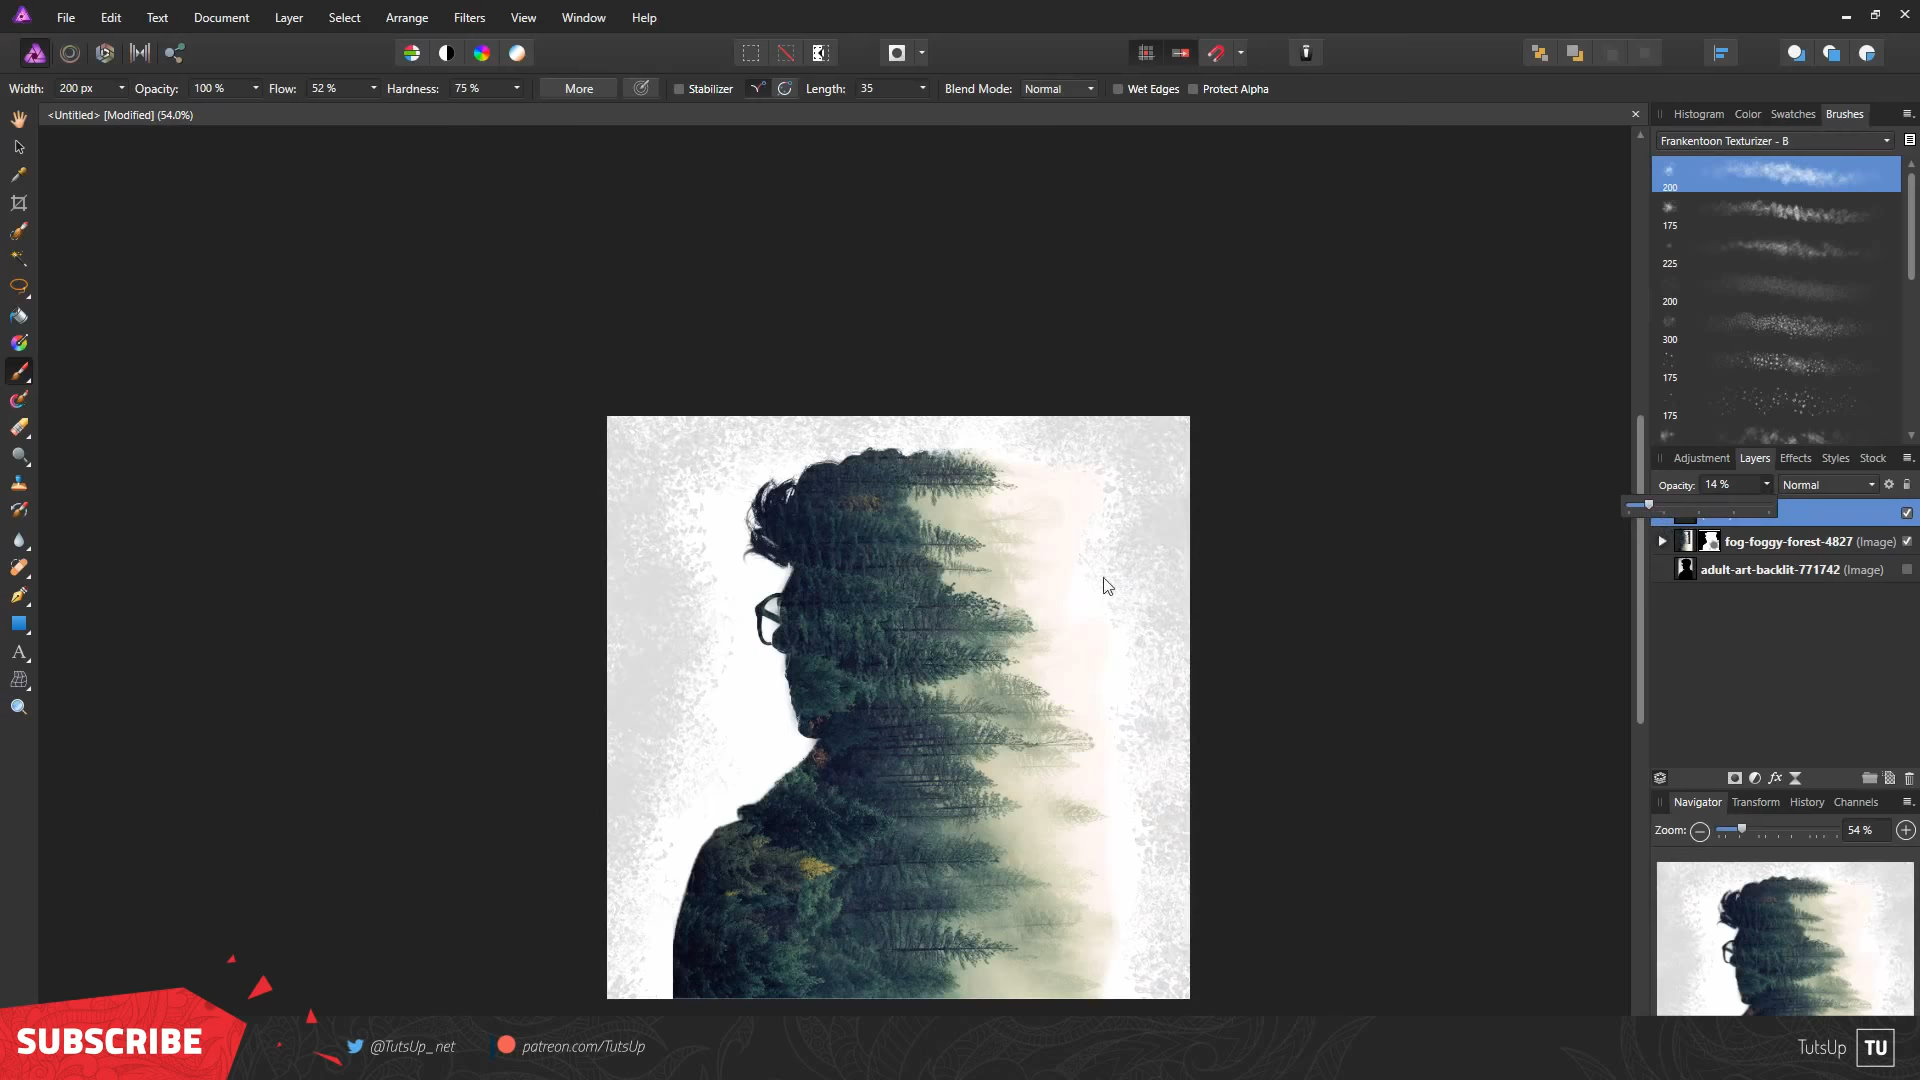 File Edit Text Document Layer Select Arrange Filters View Window Help
Width: 200 px Opacity: 100 % Flow: 52 % Hardness: 75 % More Stabilizer Length: 35 Blend Mode: Normal Wet Edges Protect Alpha
<Untitled> [Modified] (54.0%)
Histogram Color Swatches Brushes
Frankentoon Texturizer - B
200
175
225
200
300
175
175
Adjustment Layers Effects Styles Stock
Opacity: 14 % Normal
fog-foggy-forest-4827 (Image)
adult-art-backlit-771742 (Image)
Navigator Transform History Channels
Zoom: 54 %
SUBSCRIBE
@TutsUp_net
patreon.com/TutsUp
TutsUp TU